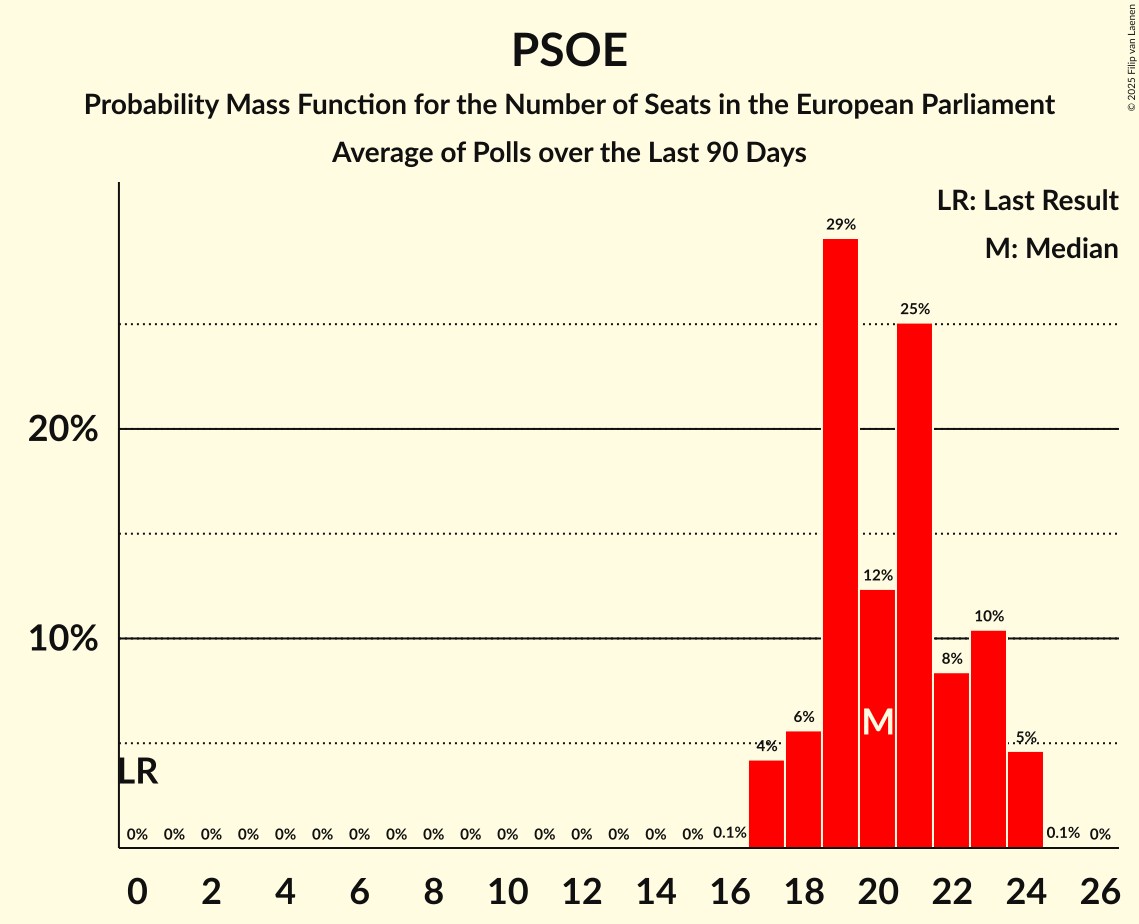 PSOE
Probability Mass Function for the Number of Seats in the European Parliament
Average of Polls over the Last 90 Days
© 2025 Filip van Laenen
LR: Last Result
M: Median
29%
25%
20%
12%
10%
10%
8%
6%
4%
5%
M
LR
0% 0% 0% 0% 0% 0% 0% 0% 0% 0% 0% 0% 0% 0% 0% 0% 0.1% 0.1% 0%
0 2 4 6 8 10 12 14 16 18 20 22 24 26